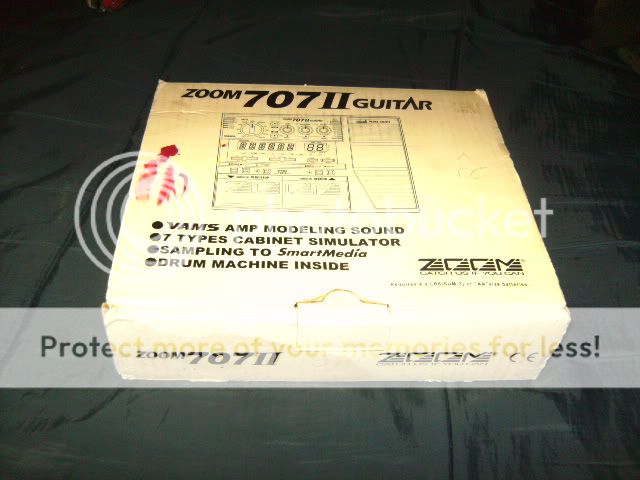 ZOOM 707II GUITAR
707II
●VAMS AMP MODELING SOUND
●7 TYPES CABINET SIMULATOR
●SAMPLING TO SmartMedia
●DRUM MACHINE INSIDE
ZOOM
CATCH US IF YOU CAN
photobucket
Protect more of your memories for less!
ZOOM 707II
ZOOM
CATCH US IF YOU CAN
CE